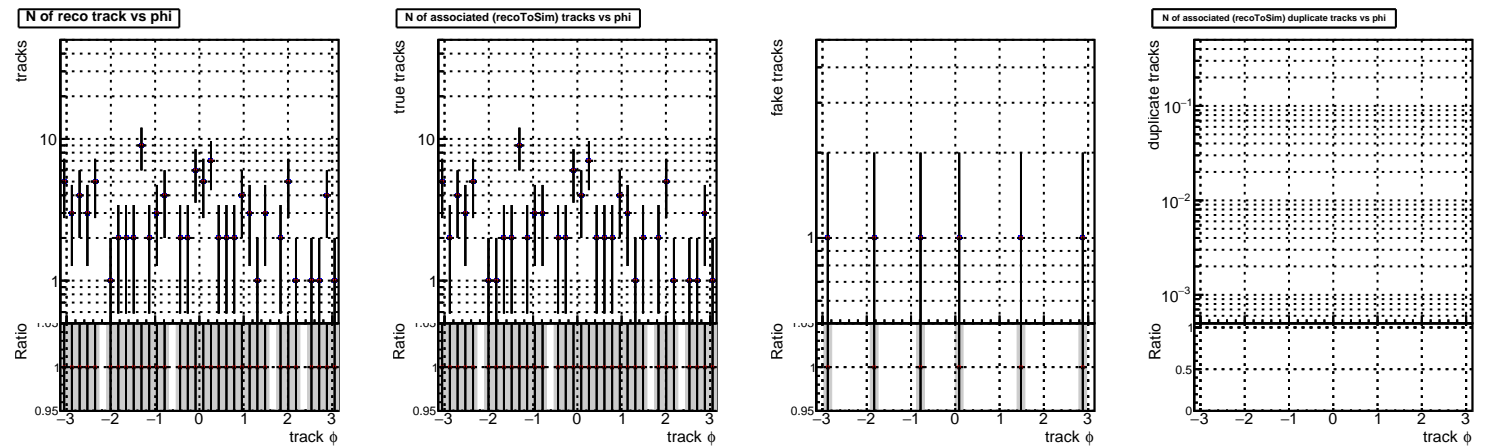 N of reco track vs phi
tracks
10
1
Ratio
1.05
1
0.95
−3 −2 −1 0 1 2 3
track ϕ
N of associated (recoToSim) tracks vs phi
true tracks
10
1
Ratio
1.05
1
0.95
−3 −2 −1 0 1 2 3
track ϕ
fake tracks
1
Ratio
1.05
1
0.95
−3 −2 −1 0 1 2 3
track ϕ
N of associated (recoToSim) duplicate tracks vs phi
duplicate tracks
10⁻¹
10⁻²
10⁻³
Ratio
1
0.5
0
−3 −2 −1 0 1 2 3
track ϕ